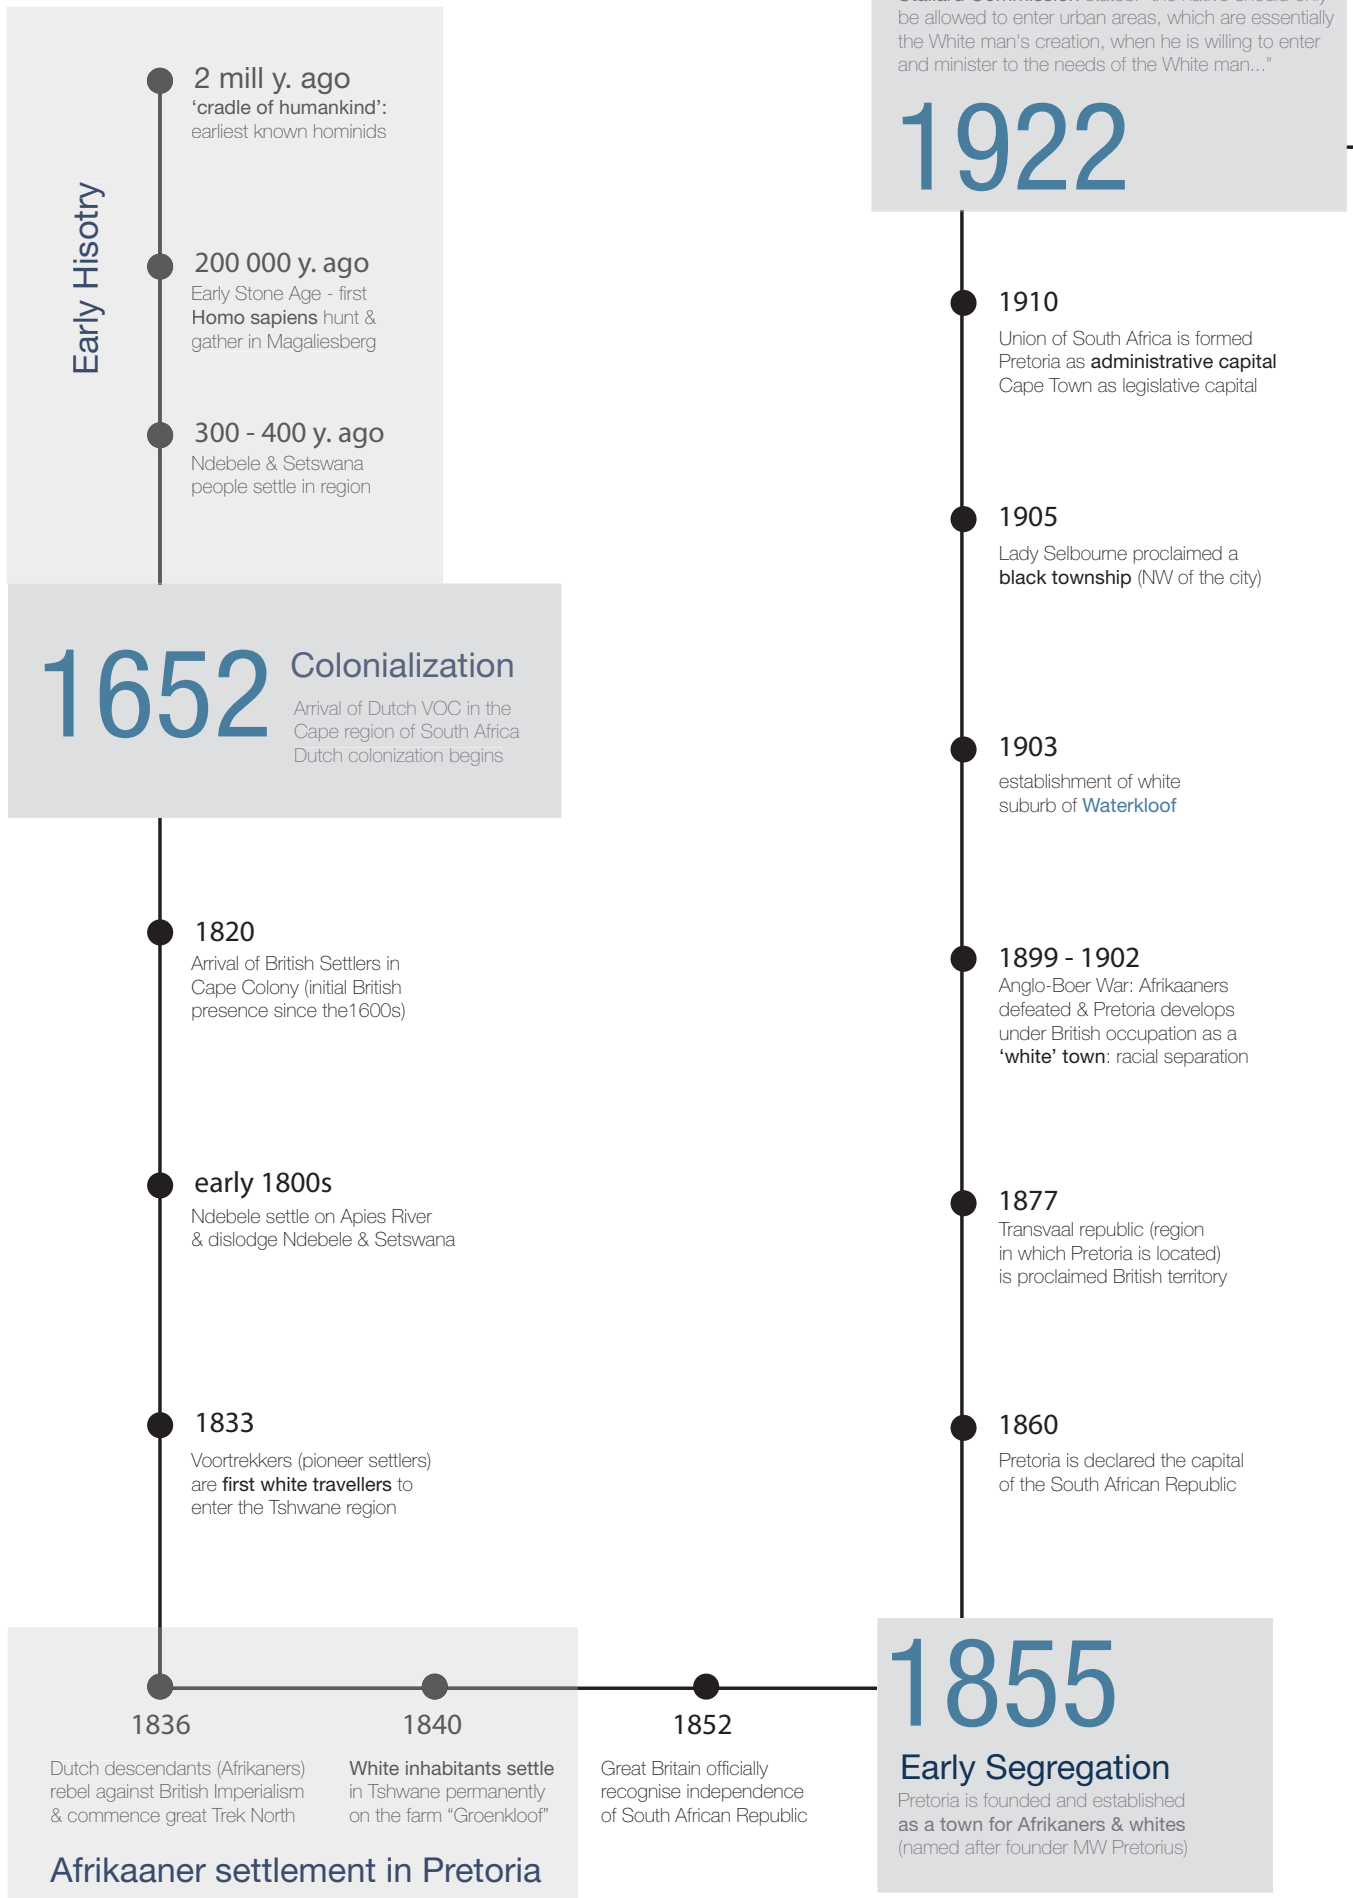 Early Hisotry
2 mill y. ago
‘cradle of humankind’:
earliest known hominids
200 000 y. ago
Early Stone Age - first
Homo sapiens hunt &
gather in Magaliesberg
300 - 400 y. ago
Ndebele & Setswana
people settle in region
1652
Colonialization
Arrival of Dutch VOC in the
Cape region of South Africa
Dutch colonization begins
1820
Arrival of British Settlers in
Cape Colony (initial British
presence since the1600s)
early 1800s
Ndebele settle on Apies River
& dislodge Ndebele & Setswana
1833
Voortrekkers (pioneer settlers)
are first white travellers to
enter the Tshwane region
1836
Dutch descendants (Afrikaners)
rebel against British Imperialism
& commence great Trek North
1840
White inhabitants settle
in Tshwane permanently
on the farm “Groenkloof”
Afrikaaner settlement in Pretoria
1852
Great Britain officially
recognise independence
of South African Republic
1855
Early Segregation
Pretoria is founded and established
as a town for Afrikaners & whites
(named after founder MW Pretorius)
1860
Pretoria is declared the capital
of the South African Republic
1877
Transvaal republic (region
in which Pretoria is located)
is proclaimed British territory
1899 - 1902
Anglo-Boer War: Afrikaaners
defeated & Pretoria develops
under British occupation as a
‘white’ town: racial separation
1903
establishment of white
suburb of Waterkloof
1905
Lady Selbourne proclaimed a
black township (NW of the city)
1910
Union of South Africa is formed
Pretoria as administrative capital
Cape Town as legislative capital
be allowed to enter urban areas, which are essentially
the White man's creation, when he is willing to enter
and minister to the needs of the White man..."
1922